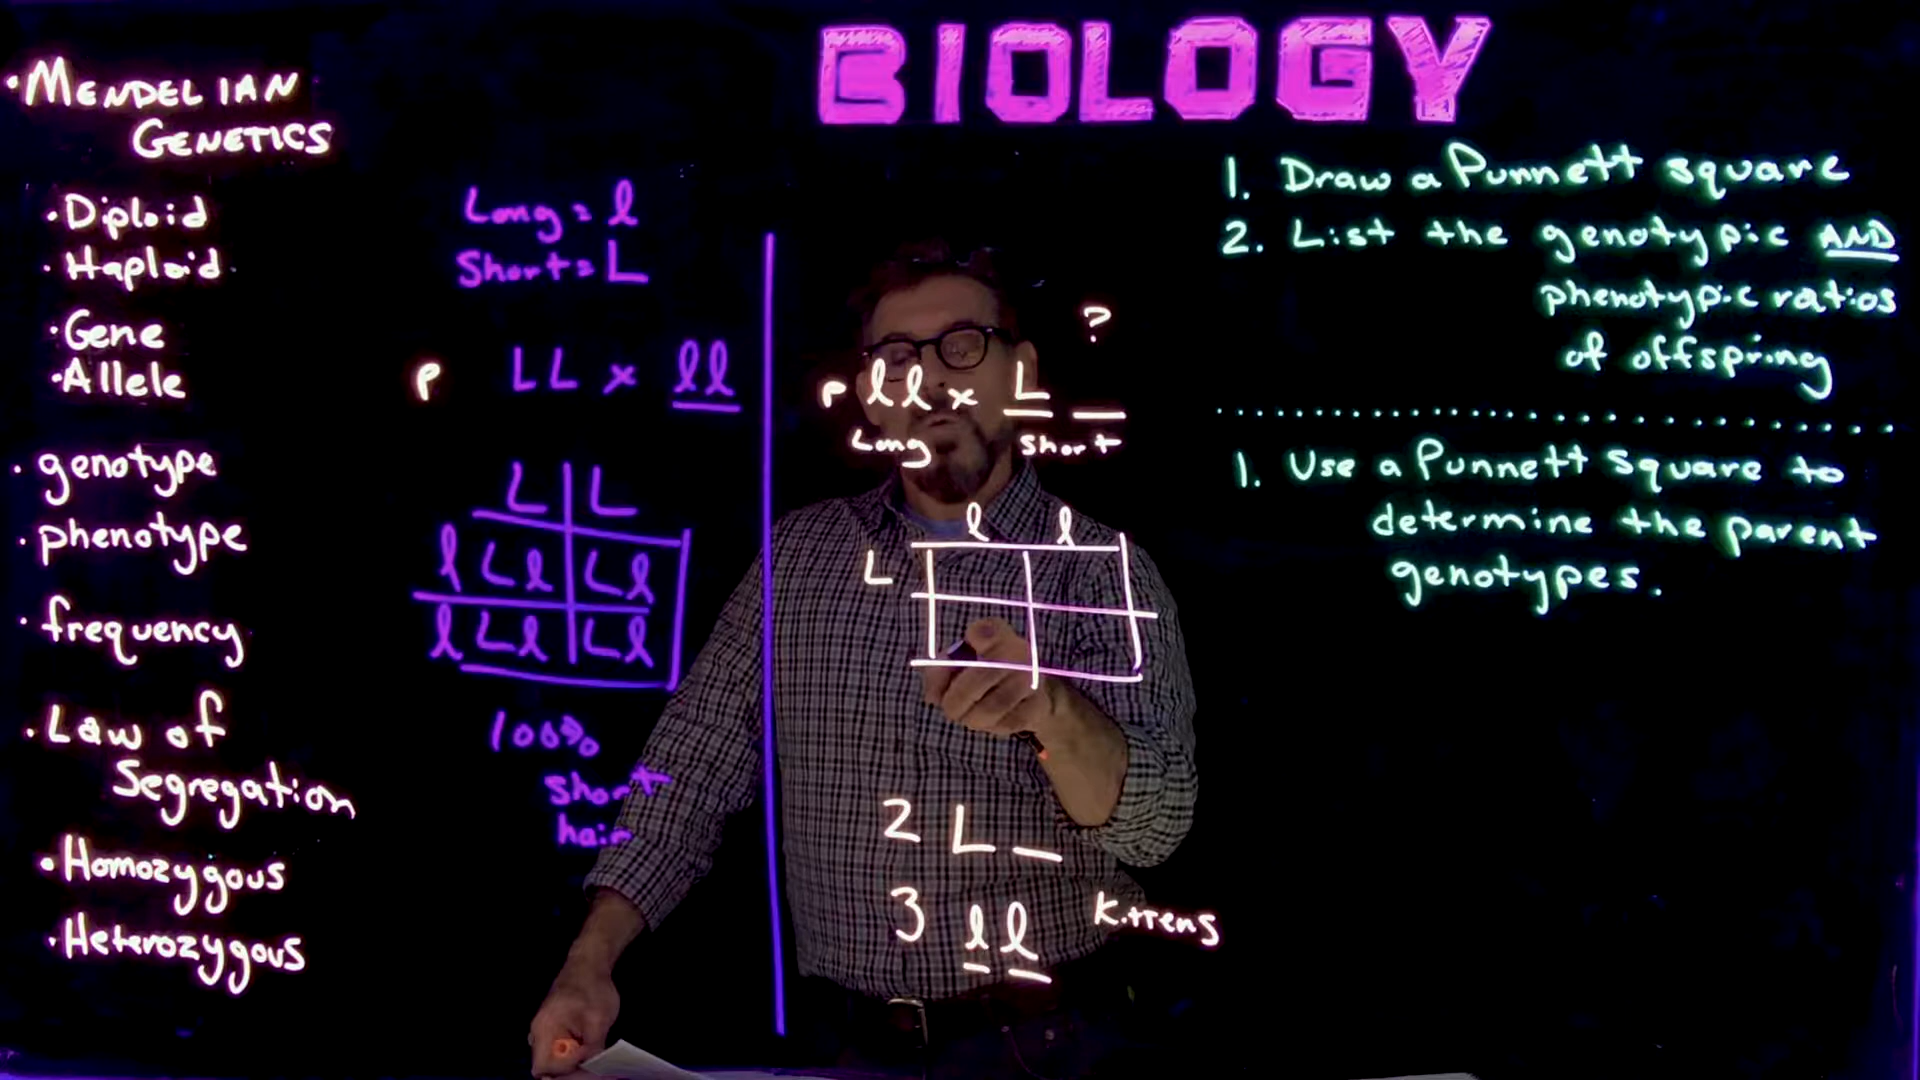 BIOLOGY
• MENDELIAN
GENETICS
• Diploid
• Haploid
• Gene
• Allele
• genotype
• phenotype
• frequency
• Law of
Segregation
• Homozygous
• Heterozygous
Long = l
Short = L
P LL x ll
L L
l Ll Ll
l Ll Ll
100%
short
hair
?
P ll x L _
Long Short
l l
L
2 L _
3 ll Kittens
1. Draw a Punnett square
2. List the genotypic AND
phenotypic ratios
of offspring
1. Use a Punnett square to
determine the parent
genotypes.